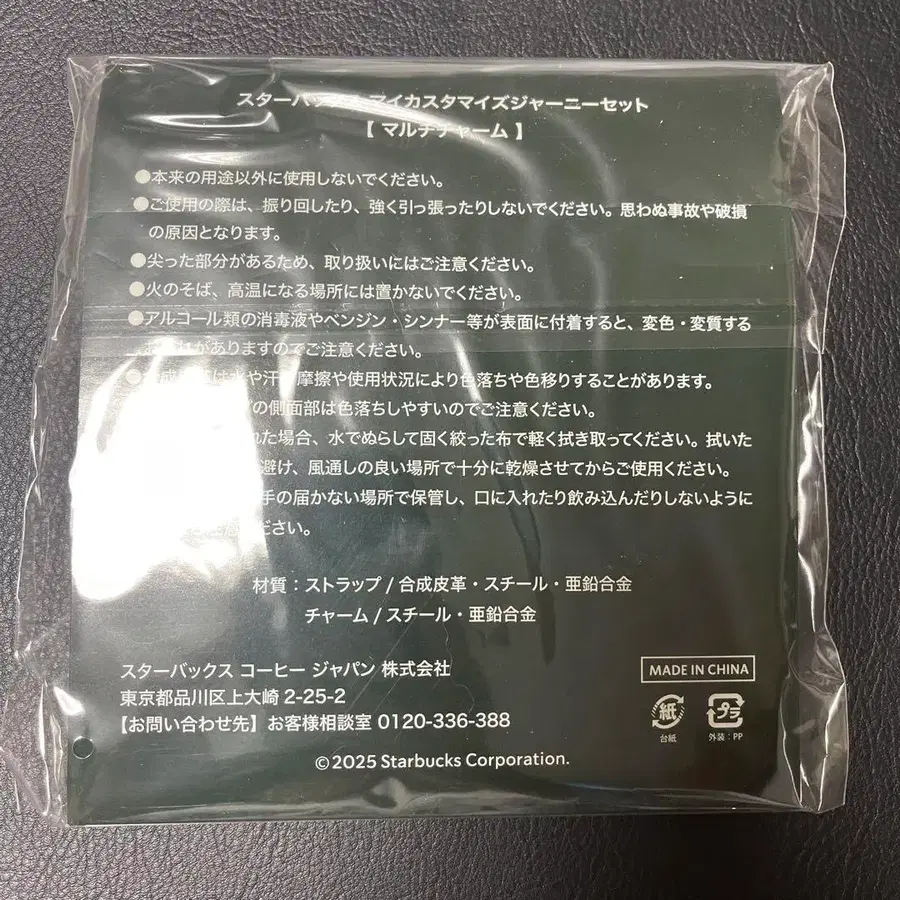 スターバックス マイカスタマイズジャーニーセット
【 マルチチャーム 】
●本来の用途以外に使用しないでください。
●ご使用の際は、振り回したり、強く引っ張ったりしないでください。思わぬ事故や破損
の原因となります。
●尖った部分があるため、取り扱いにはご注意ください。
●火のそば、高温になる場所には置かないでください。
●アルコール類の消毒液やベンジン・シンナー等が表面に付着すると、変色・変質する
がありますのでご注意ください。
水や汗 摩擦や使用状況により色落ちや色移りすることがあります。
の側面部は色落ちしやすいのでご注意ください。
れた場合、水でぬらして固く絞った布で軽く拭き取ってください。拭いた
避け、風通しの良い場所で十分に乾燥させてからご使用ください。
手の届かない場所で保管し、口に入れたり飲み込んだりしないように
ださい。
材質：ストラップ / 合成皮革・スチール・亜鉛合金
チャーム / スチール・亜鉛合金
スターバックス コーヒー ジャパン 株式会社
東京都品川区上大崎 2-25-2
【お問い合わせ先】お客様相談室 0120-336-388
MADE IN CHINA
紙 プラ
台紙 外装：PP
©2025 Starbucks Corporation.